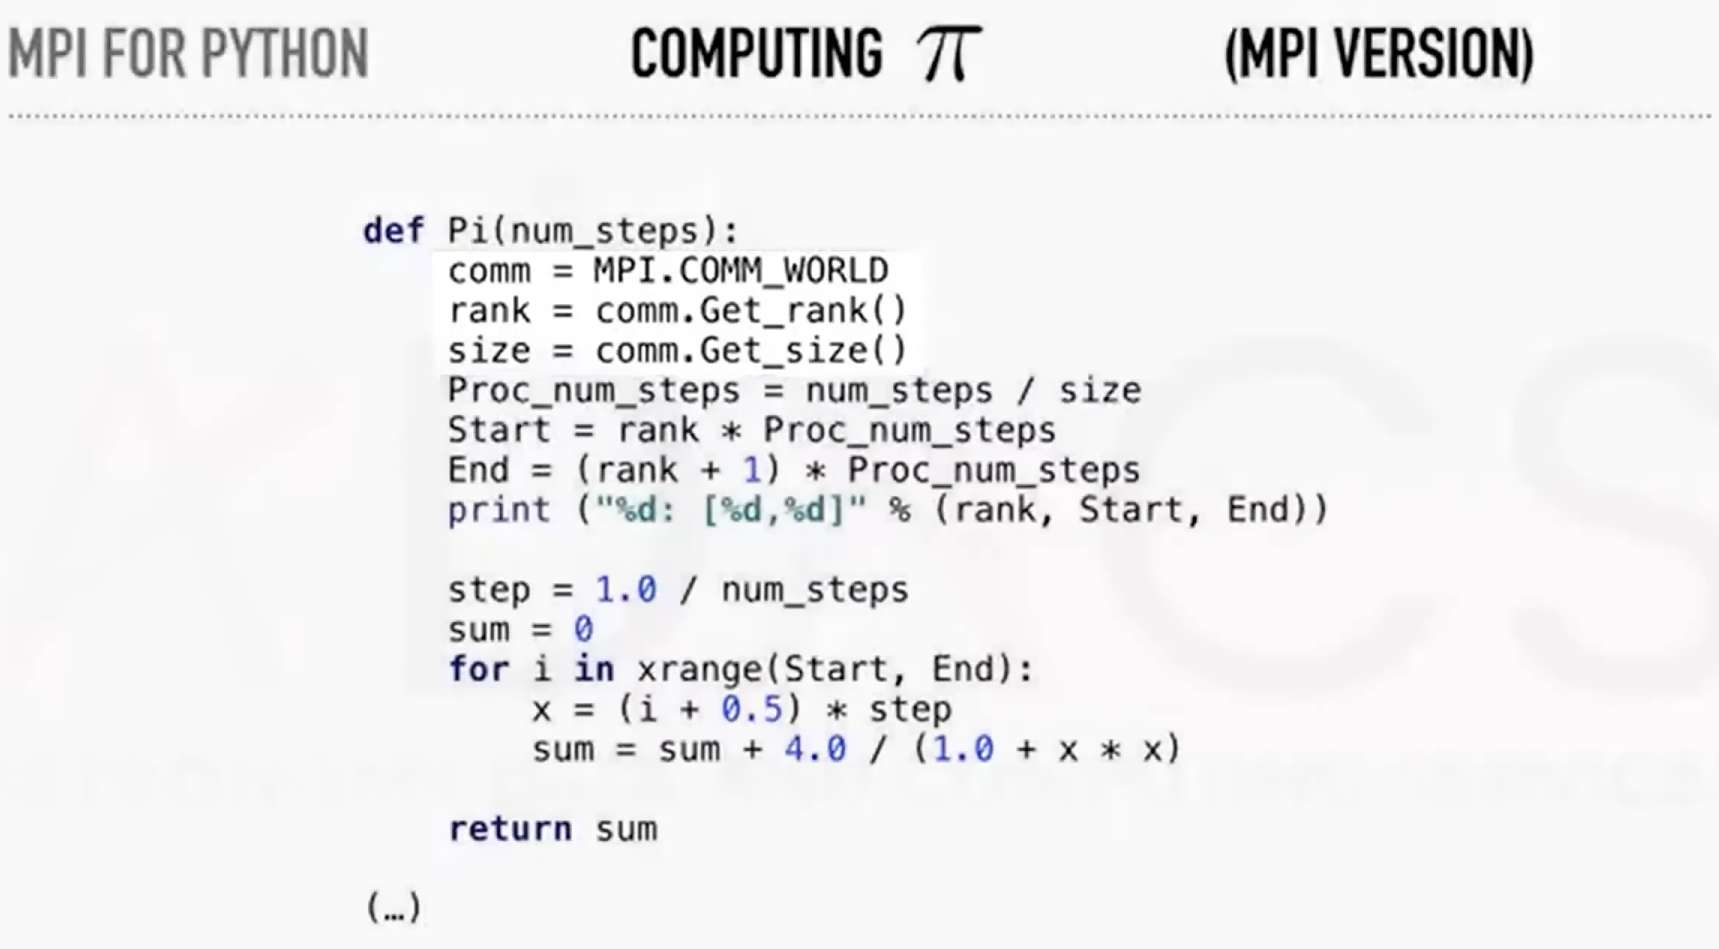 MPI FOR PYTHON COMPUTING π (MPI VERSION)
def Pi(num_steps):
    comm = MPI.COMM_WORLD
    rank = comm.Get_rank()
    size = comm.Get_size()
    Proc_num_steps = num_steps / size
    Start = rank * Proc_num_steps
    End = (rank + 1) * Proc_num_steps
    print ("%d: [%d,%d]" % (rank, Start, End))
    step = 1.0 / num_steps
    sum = 0
    for i in xrange(Start, End):
        x = (i + 0.5) * step
        sum = sum + 4.0 / (1.0 + x * x)
    return sum
(…)